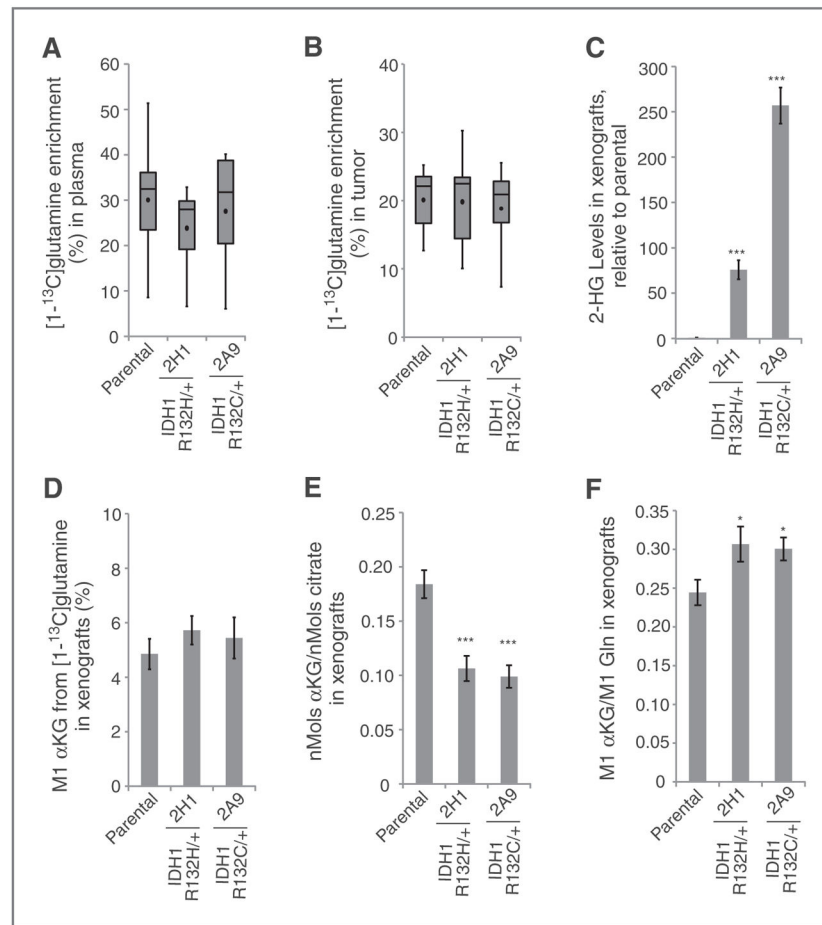 A
[1-¹³C]glutamine enrichment
(%) in plasma
60
50
40
30
20
10
0
Parental
2H1
2A9
IDH1
R132H/+
IDH1
R132C/+
B
[1-¹³C]glutamine enrichment
(%) in tumor
40
30
20
10
0
Parental
2H1
2A9
IDH1
R132H/+
IDH1
R132C/+
C
2-HG Levels in xenografts,
relative to parental
300
250
200
150
100
50
0
***
***
Parental
2H1
2A9
IDH1
R132H/+
IDH1
R132C/+
D
M1 αKG from [1-¹³C]glutamine
in xenografts (%)
10
8
6
4
2
0
Parental
2H1
2A9
IDH1
R132H/+
IDH1
R132C/+
E
nMols αKG/nMols citrate
in xenografts
0.25
0.20
0.15
0.10
0.05
0
***
***
Parental
2H1
2A9
IDH1
R132H/+
IDH1
R132C/+
F
M1 αKG/M1 Gln in xenografts
0.35
0.30
0.25
0.20
0.15
0.10
0.05
0
*
*
Parental
2H1
2A9
IDH1
R132H/+
IDH1
R132C/+